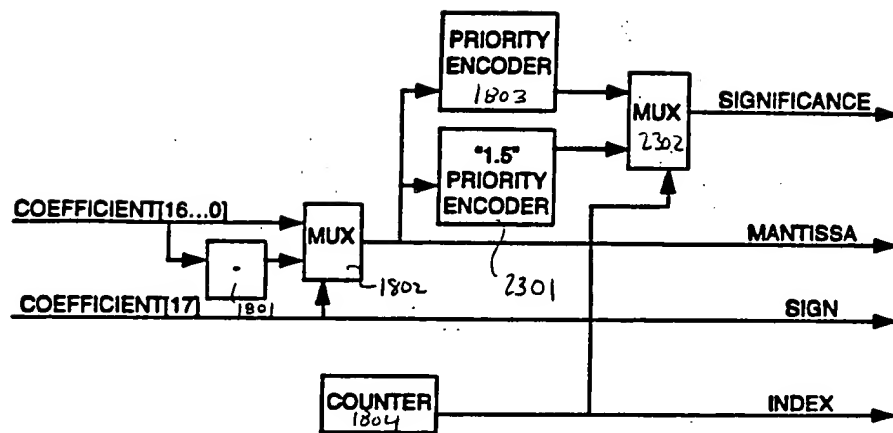 PRIORITY
ENCODER
1803
MUX
2302
SIGNIFICANCE
"1.5"
PRIORITY
ENCODER
COEFFICIENT[16...0]
MUX
MANTISSA
-
1801
1802
2301
COEFFICIENT[17]
SIGN
COUNTER
1804
INDEX